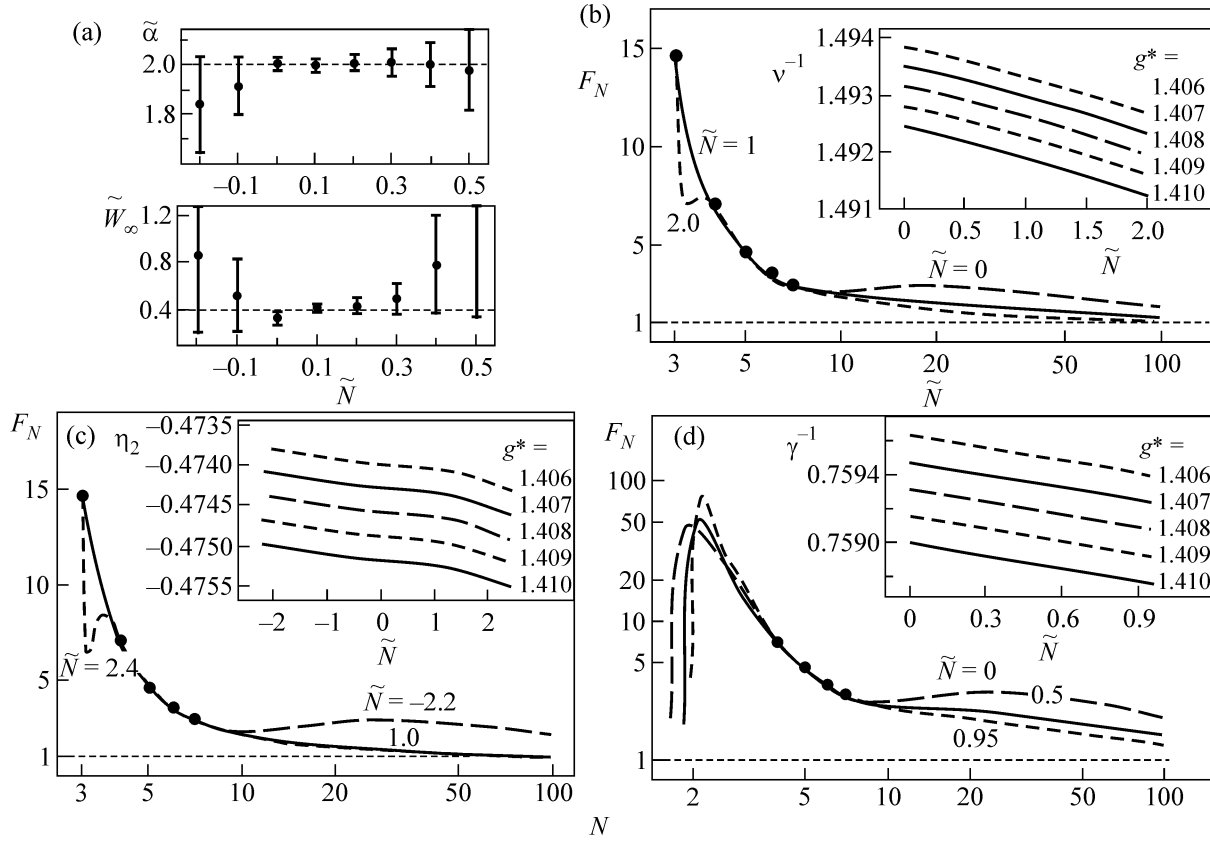 (a)
α̃
2.0
1.8
–0.1 0.1 0.3 0.5
W̃∞
1.2
0.8
0.4
–0.1 0.1 0.3 0.5
Ñ
(b)
F_N
15
10
5
1
3 5 10 20 50 100
Ñ
Ñ = 1
2.0
Ñ = 0
ν⁻¹
1.494
1.493
1.492
1.491
0 0.5 1.0 1.5 2.0
Ñ
g* =
1.406
1.407
1.408
1.409
1.410
(c)
F_N
15
10
5
1
3 5 10 20 50 100
N
Ñ = 2.4
Ñ = –2.2
1.0
η₂
–0.4735
–0.4740
–0.4745
–0.4750
–0.4755
–2 –1 0 1 2
Ñ
g* =
1.406
1.407
1.408
1.409
1.410
(d)
F_N
100
50
20
10
5
1
2 5 10 20 50 100
Ñ = 0
0.5
0.95
γ⁻¹
0.7594
0.7590
0 0.3 0.6 0.9
Ñ
g* =
1.406
1.407
1.408
1.409
1.410